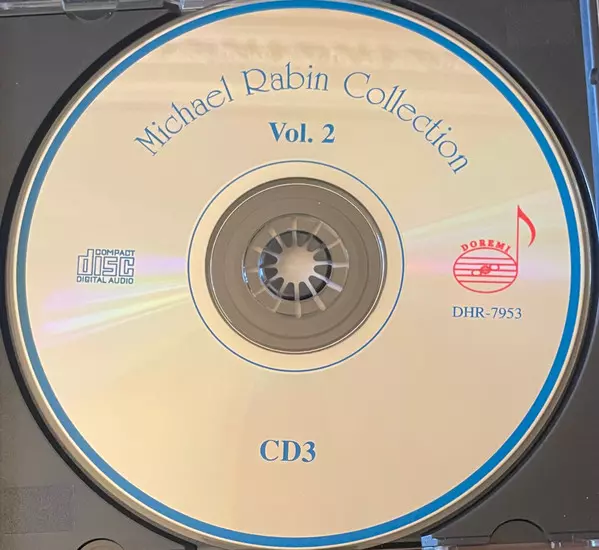 Michael Rabin Collection
Vol. 2
COMPACT
disc
DIGITAL AUDIO
DOREMI
DHR-7953
CD3